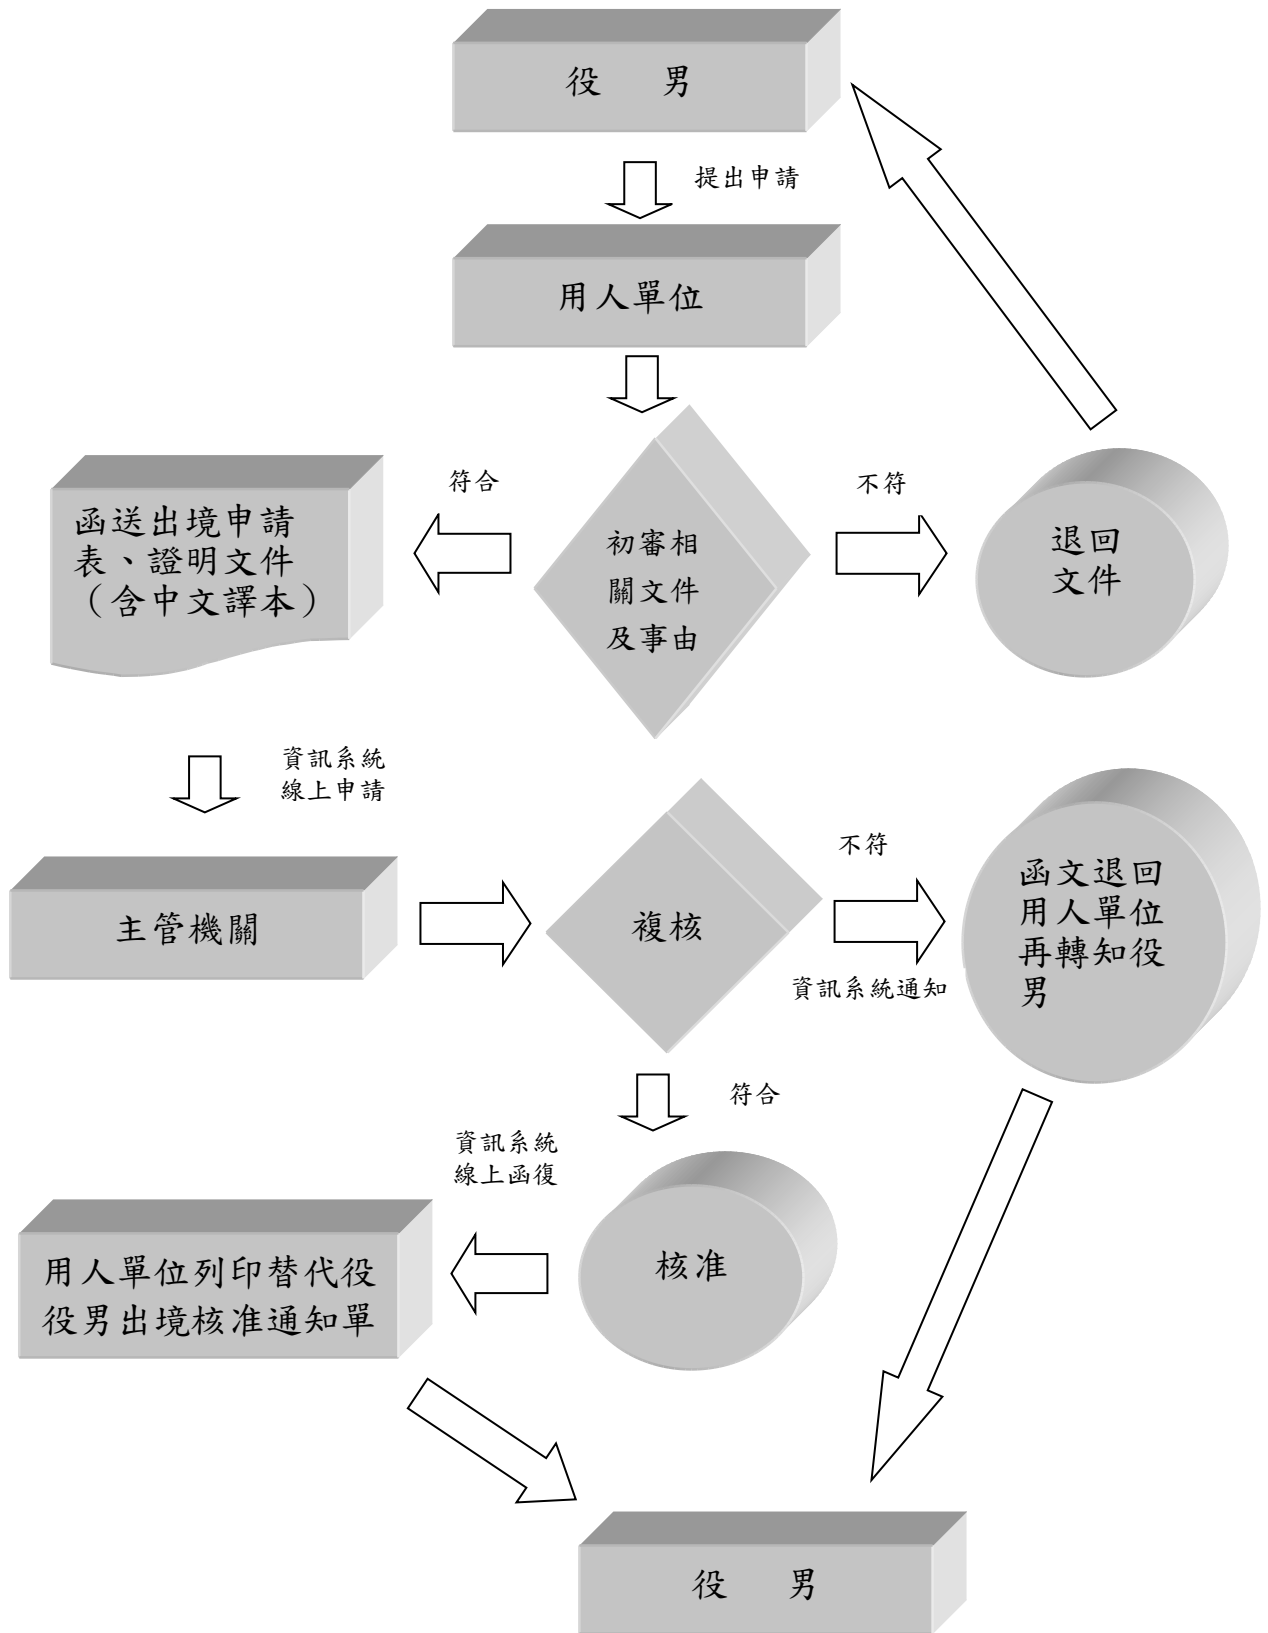 役 男
提出申請
用人單位
符合
不符
函送出境申請
表、證明文件
（含中文譯本）
初審相
關文件
及事由
退回
文件
資訊系統
線上申請
主管機關
複核
不符
資訊系統通知
函文退回
用人單位
再轉知役
男
符合
資訊系統
線上函復
核准
用人單位列印替代役
役男出境核准通知單
役 男